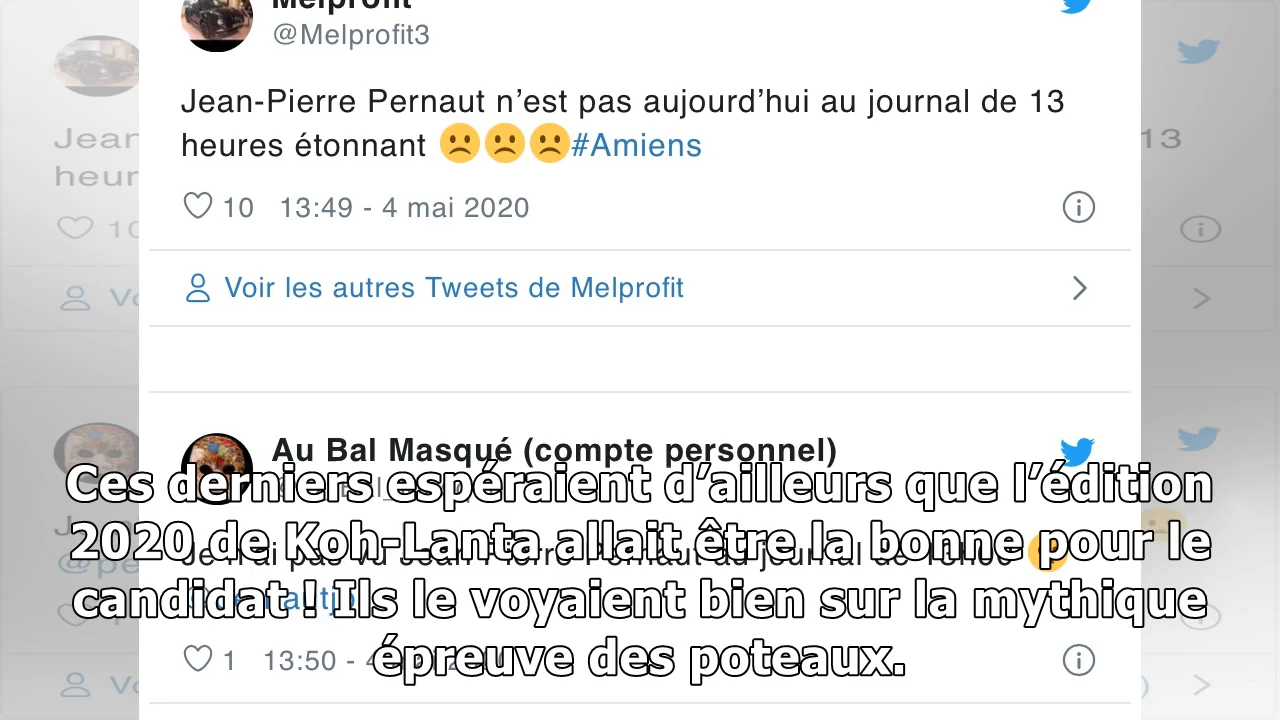 Melprofit
@Melprofit3
Jean-Pierre Pernaut n’est pas aujourd’hui au journal de 13
heures étonnant ☹️☹️☹️#Amiens
10 13:49 - 4 mai 2020
Voir les autres Tweets de Melprofit
Au Bal Masqué (compte personnel)
Ces derniers espéraient d’ailleurs que l’édition
2020 de Koh-Lanta allait être la bonne pour le
candidat ! Ils le voyaient bien sur la mythique
épreuve des poteaux.
1 13:50 -